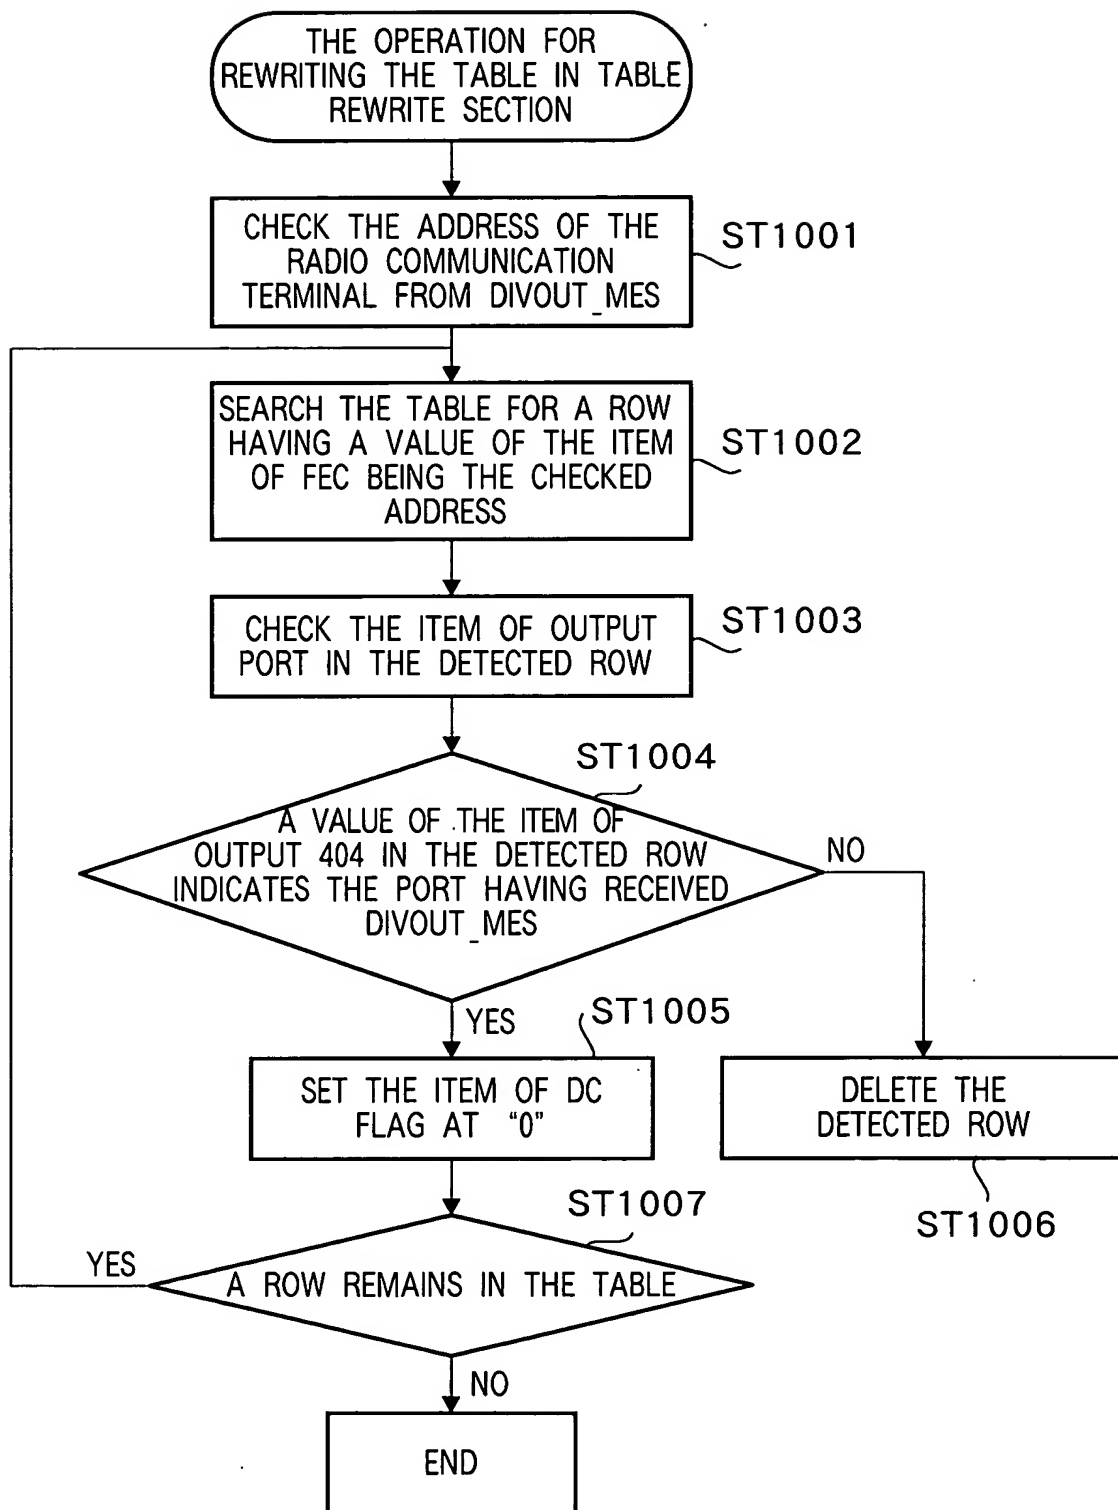 THE OPERATION FOR
REWRITING THE TABLE IN TABLE
REWRITE SECTION
CHECK THE ADDRESS OF THE
RADIO COMMUNICATION
TERMINAL FROM DIVOUT_MES
ST1001
SEARCH THE TABLE FOR A ROW
HAVING A VALUE OF THE ITEM
OF FEC BEING THE CHECKED
ADDRESS
ST1002
CHECK THE ITEM OF OUTPUT
PORT IN THE DETECTED ROW
ST1003
ST1004
A VALUE OF THE ITEM OF
OUTPUT 404 IN THE DETECTED ROW
INDICATES THE PORT HAVING RECEIVED
DIVOUT_MES
NO
YES
ST1005
SET THE ITEM OF DC
FLAG AT "0"
DELETE THE
DETECTED ROW
ST1006
ST1007
YES
A ROW REMAINS IN THE TABLE
NO
END